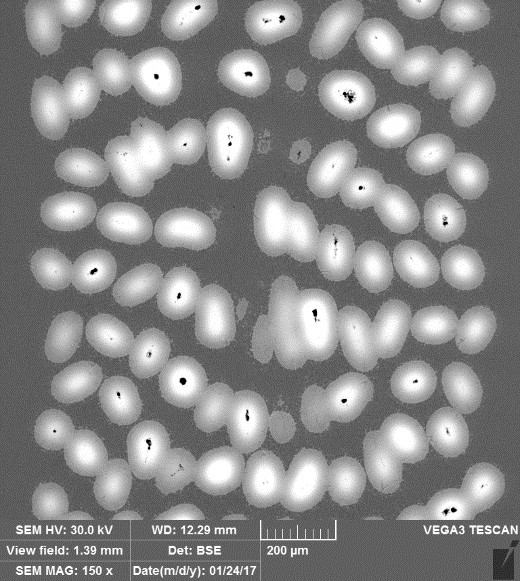 SEM HV: 30.0 kV WD: 12.29 mm VEGA3 TESCAN
View field: 1.39 mm Det: BSE 200 µm
SEM MAG: 150 x Date(m/d/y): 01/24/17